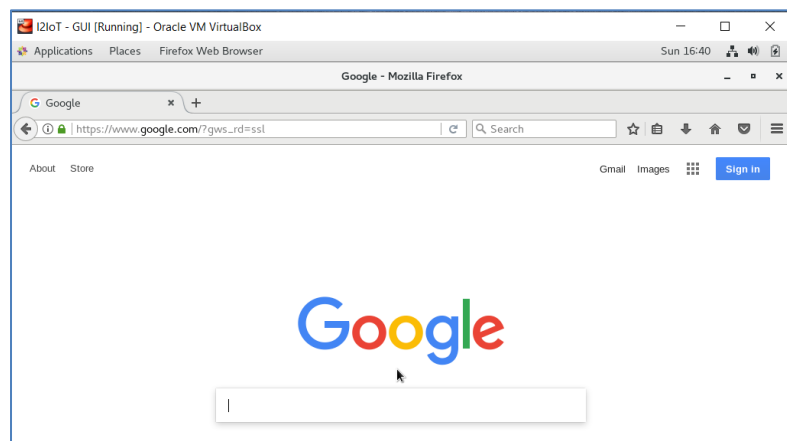 I2IoT - GUI [Running] - Oracle VM VirtualBox
Applications Places Firefox Web Browser Sun 16:40
Google - Mozilla Firefox
Google
https://www.google.com/?gws_rd=ssl Search
About Store Gmail Images Sign in
Google